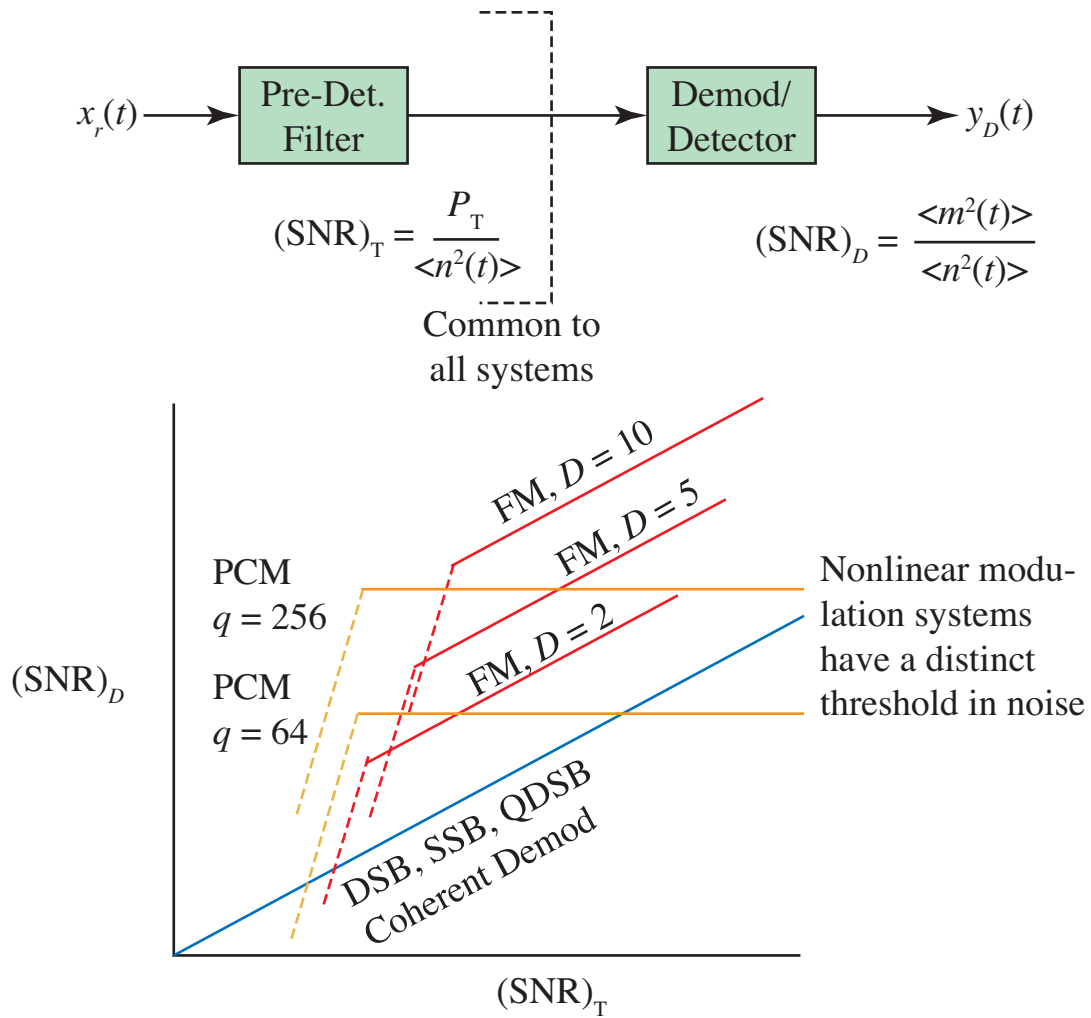 x_r(t)
Pre-Det.
Filter
Demod/
Detector
y_D(t)
(SNR)_T = P_T / <n²(t)>
(SNR)_D = <m²(t)> / <n²(t)>
Common to
all systems
FM, D = 10
FM, D = 5
FM, D = 2
PCM
q = 256
PCM
q = 64
(SNR)_D
Nonlinear modu-
lation systems
have a distinct
threshold in noise
DSB, SSB, QDSB
Coherent Demod
(SNR)_T